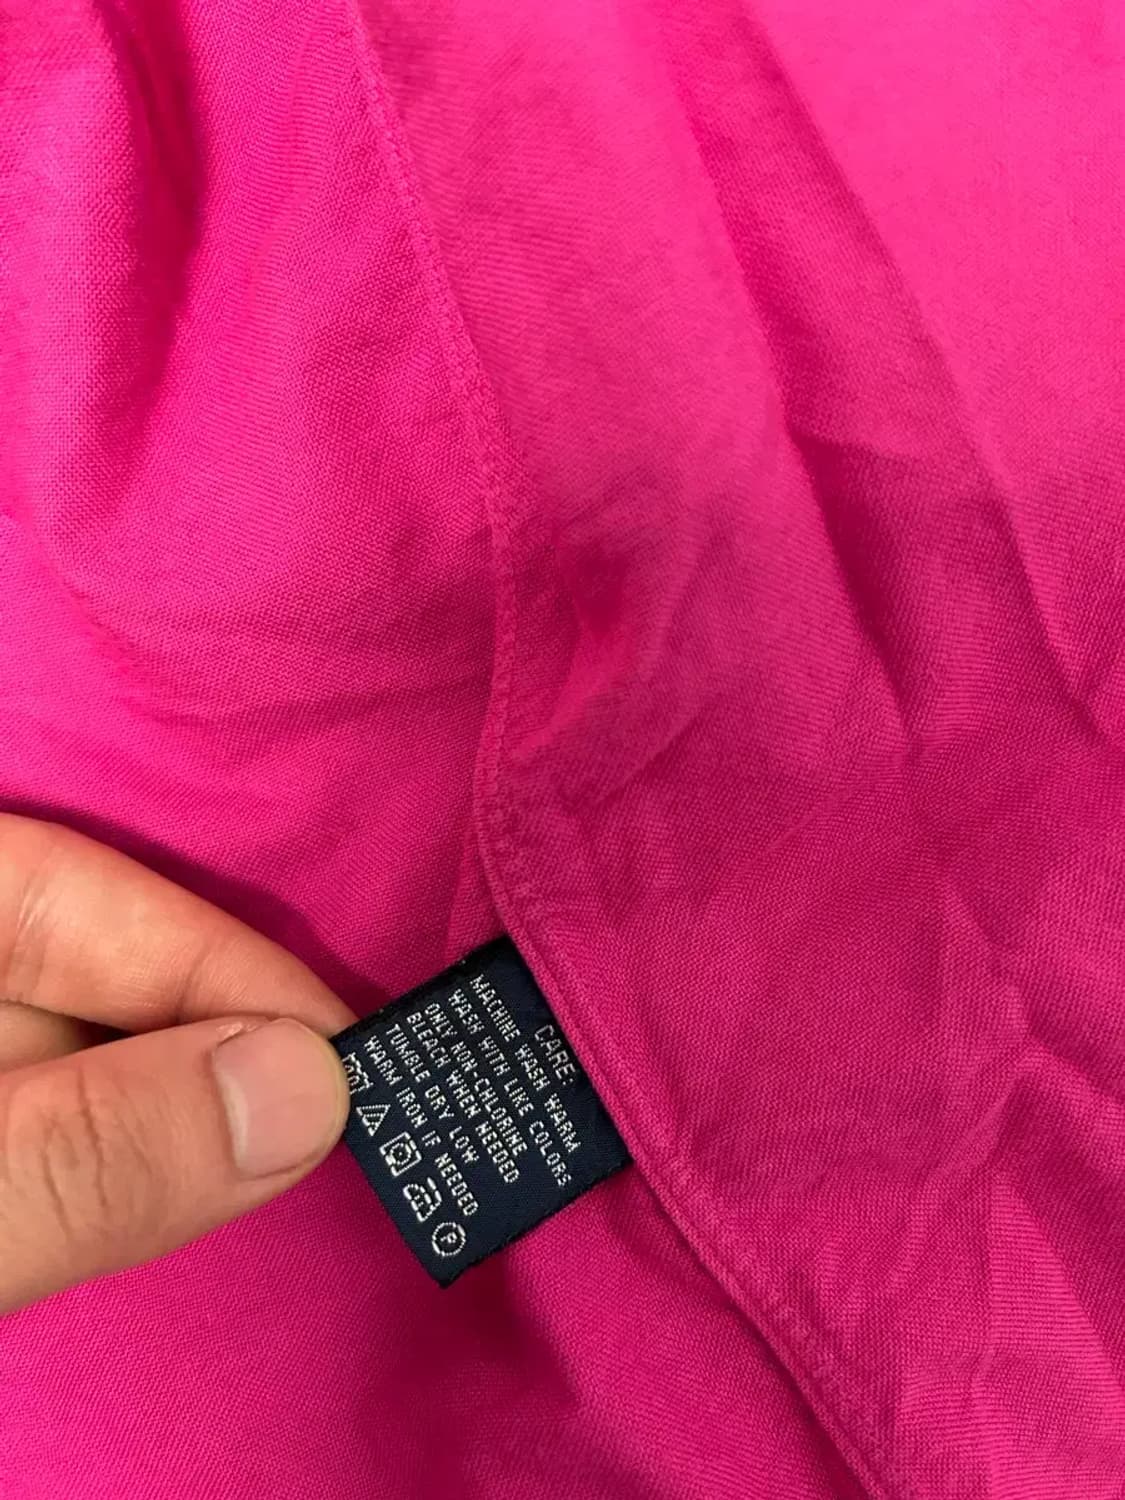 CARE:
MACHINE WASH WARM
WASH WITH LIKE COLORS
ONLY NON-CHLORINE
BLEACH WHEN NEEDED
TUMBLE DRY LOW
WARM IRON IF NEEDED
P